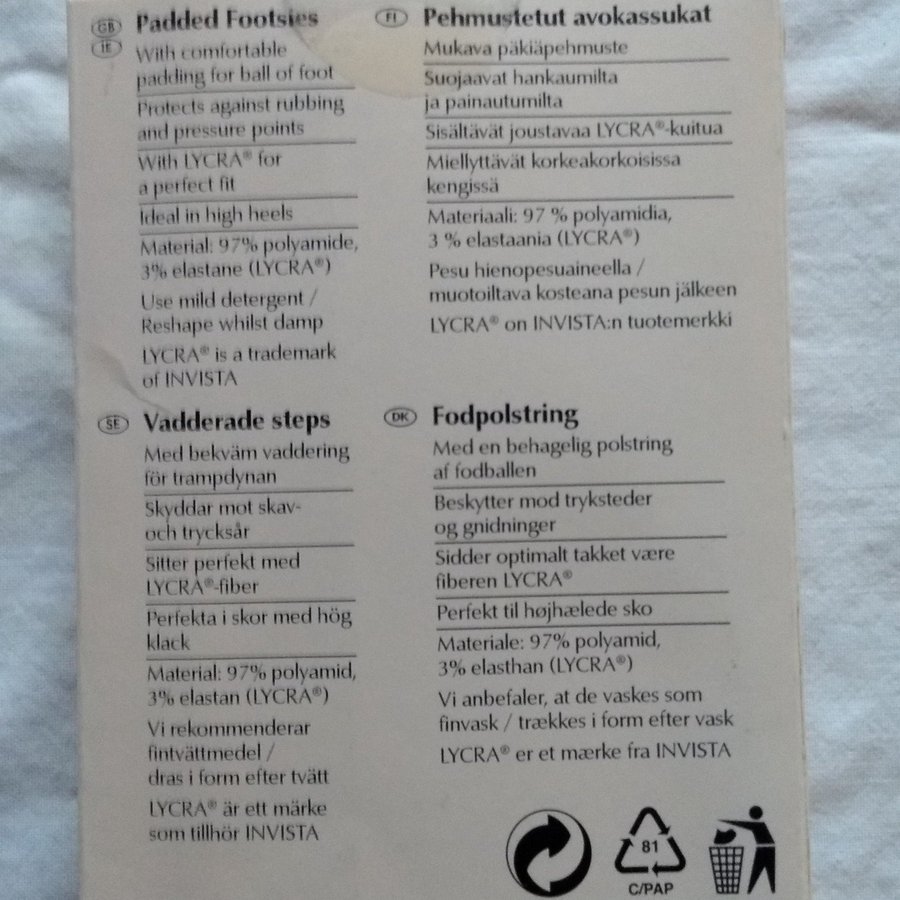 GB
IE
Padded Footsies
With comfortable
padding for ball of foot
Protects against rubbing
and pressure points
With LYCRA® for
a perfect fit
Ideal in high heels
Material: 97% polyamide,
3% elastane (LYCRA®)
Use mild detergent /
Reshape whilst damp
LYCRA® is a trademark
of INVISTA
FI
Pehmustetut avokassukat
Mukava päkiäpehmuste
Suojaavat hankaumilta
ja painautumilta
Sisältävät joustavaa LYCRA®-kuitua
Miellyttävät korkeakorkoisissa
kengissä
Materiaali: 97 % polyamidia,
3 % elastaania (LYCRA®)
Pesu hienopesuaineella /
muotoiltava kosteana pesun jälkeen
LYCRA® on INVISTA:n tuotemerkki
SE
Vadderade steps
Med bekväm vaddering
för trampdynan
Skyddar mot skav-
och trycksår
Sitter perfekt med
LYCRA®-fiber
Perfekta i skor med hög
klack
Material: 97% polyamid,
3% elastan (LYCRA®)
Vi rekommenderar
fintvättmedel /
dras i form efter tvätt
LYCRA® är ett märke
som tillhör INVISTA
DK
Fodpolstring
Med en behagelig polstring
af fodballen
Beskytter mod tryksteder
og gnidninger
Sidder optimalt takket være
fiberen LYCRA®
Perfekt til højhælede sko
Materiale: 97% polyamid,
3% elasthan (LYCRA®)
Vi anbefaler, at de vaskes som
finvask / trækkes i form efter vask
LYCRA® er et mærke fra INVISTA
81
C/PAP